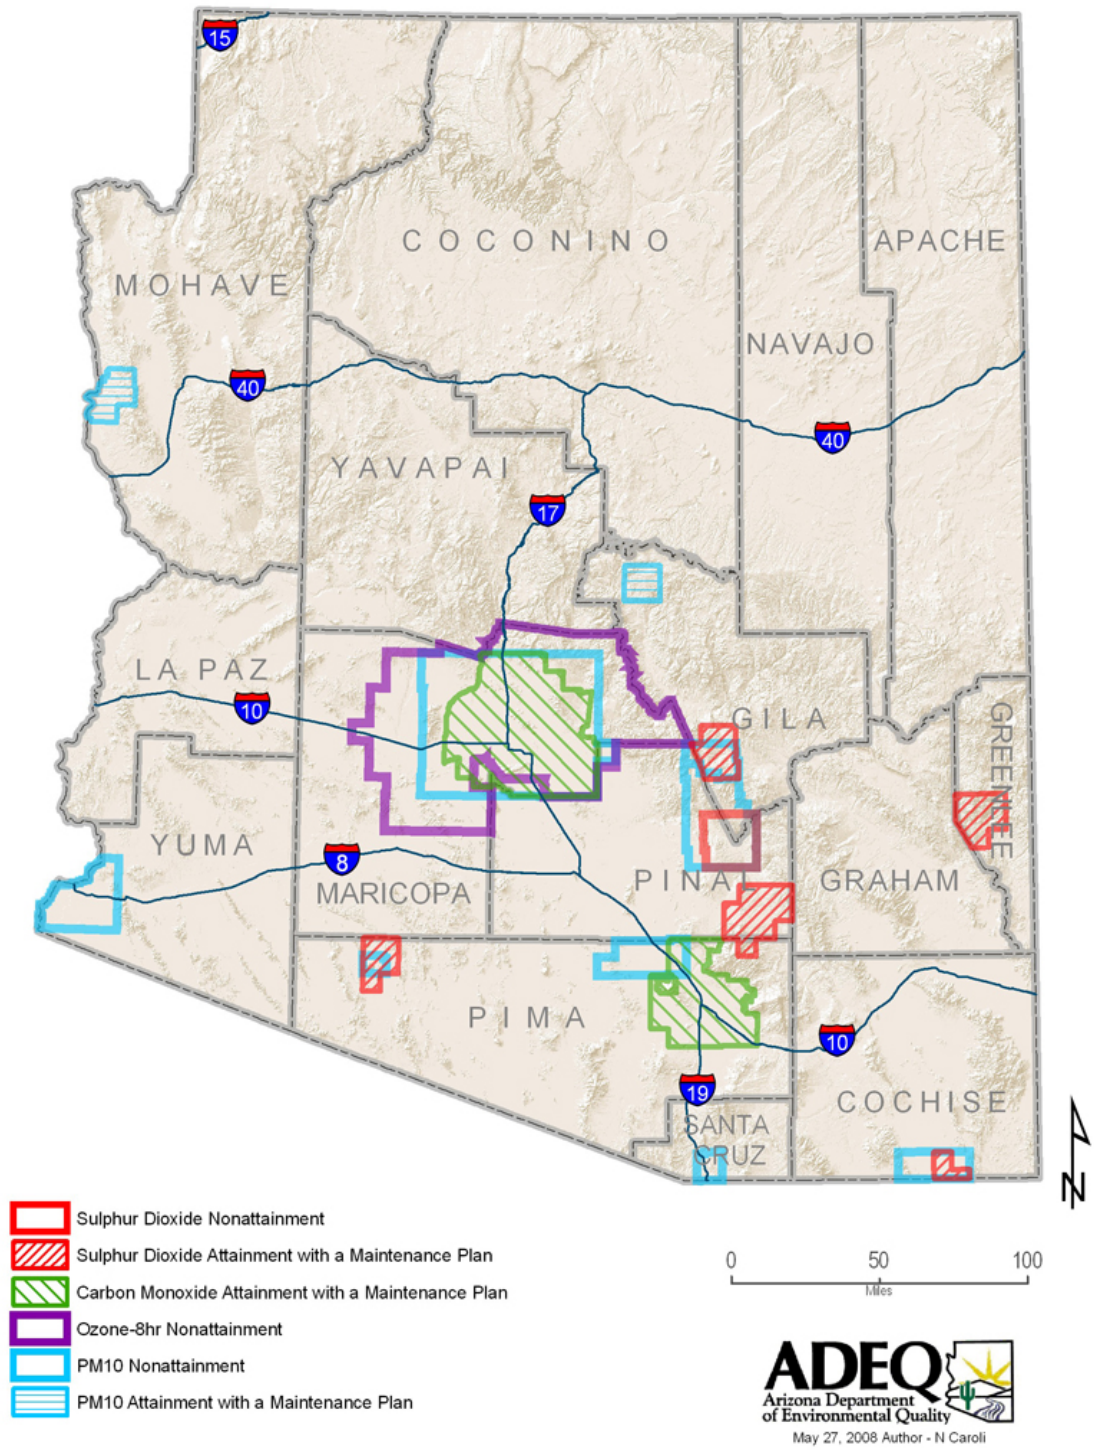 15
COCONINO
APACHE
MOHAVE
NAVAJO
40
40
YAVAPAI
17
LA PAZ
10
GILA
GREENLEE
YUMA
8
MARICOPA
PINAL
GRAHAM
PIMA
10
19
COCHISE
SANTA
CRUZ
N
Sulphur Dioxide Nonattainment
Sulphur Dioxide Attainment with a Maintenance Plan
Carbon Monoxide Attainment with a Maintenance Plan
Ozone-8hr Nonattainment
PM10 Nonattainment
PM10 Attainment with a Maintenance Plan
0 50 100
Miles
ADEQ
Arizona Department
of Environmental Quality
May 27, 2008 Author - N Caroli